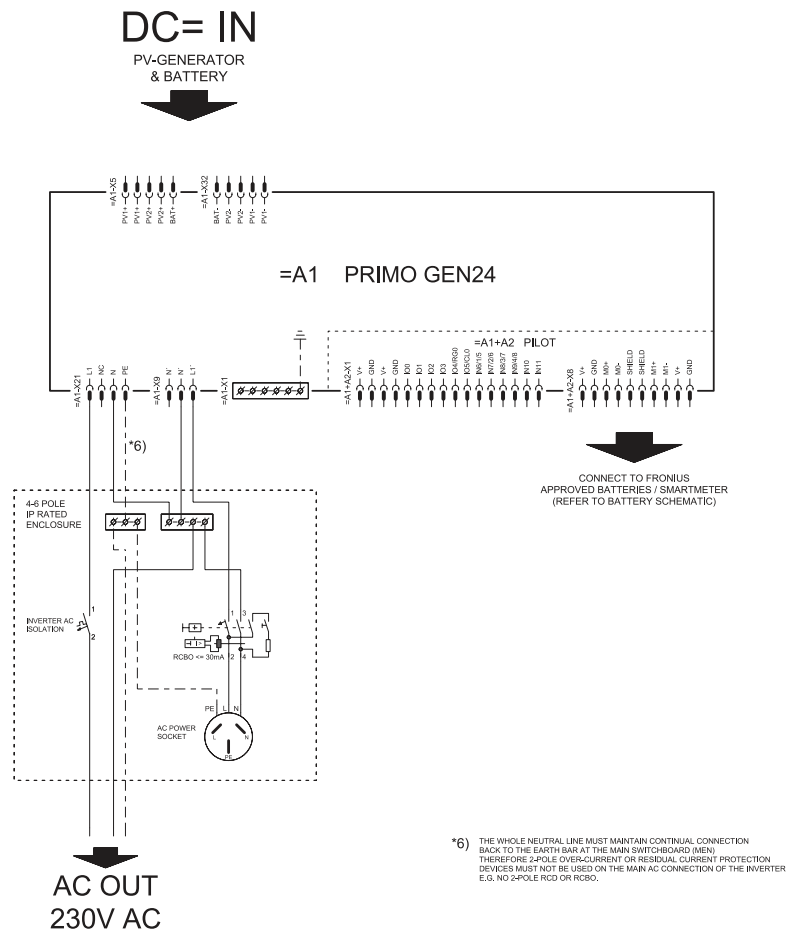 DC= IN
PV-GENERATOR
& BATTERY
=A1-X5
PV1+
PV1+
PV2+
PV2+
BAT+
=A1-X32
BAT-
PV2-
PV2-
PV1-
PV1-
=A1 PRIMO GEN24
=A1+A2 PILOT
=A1-X21
L1
NC
N
PE
=A1-X9
N´
N´
L1´
=A1-X1
=A1+A2-X1
V+
GND
V+
GND
IO0
IO1
IO2
IO3
IO4/RG0
IO5/CL0
IN6/1/5
IN7/2/6
IN8/3/7
IN9/4/8
IN10
IN11
=A1+A2-X8
V+
GND
M0+
M0-
SHIELD
SHIELD
M1+
M1-
V+
GND
*6)
CONNECT TO FRONIUS
APPROVED BATTERIES / SMARTMETER
(REFER TO BATTERY SCHEMATIC)
4-6 POLE
IP RATED
ENCLOSURE
INVERTER AC
ISOLATION
1
2
1 3
RCBO <= 30mA
2 4
PE L N
AC POWER
SOCKET
L
N
PE
AC OUT
230V AC
*6) THE WHOLE NEUTRAL LINE MUST MAINTAIN CONTINUAL CONNECTION
BACK TO THE EARTH BAR AT THE MAIN SWITCHBOARD (MEN)
THEREFORE 2-POLE OVER-CURRENT OR RESIDUAL CURRENT PROTECTION
DEVICES MUST NOT BE USED ON THE MAIN AC CONNECTION OF THE INVERTER
E.G. NO 2-POLE RCD OR RCBO.